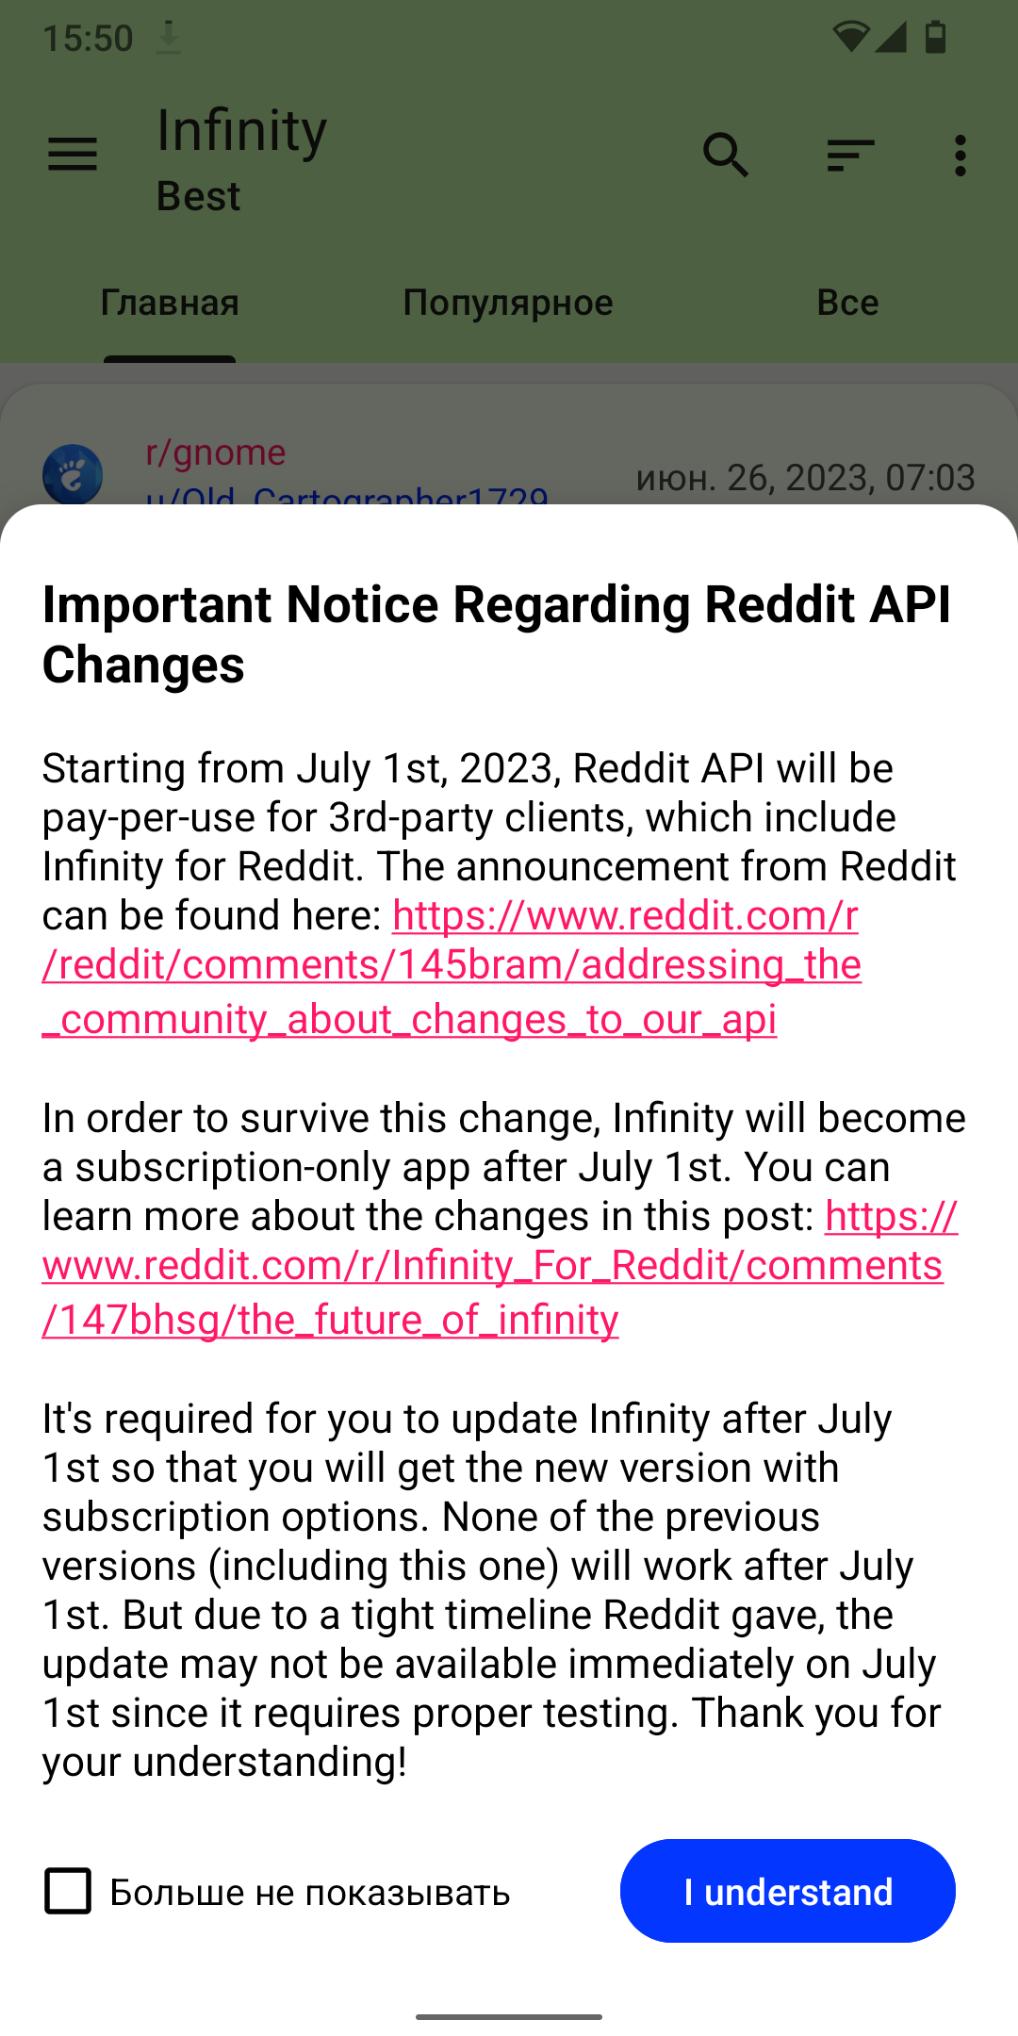 15:50
Infinity
Best
Главная Популярное Все
r/gnome
u/Old_Cartographer1729
июн. 26, 2023, 07:03
Important Notice Regarding Reddit API
Changes
Starting from July 1st, 2023, Reddit API will be
pay-per-use for 3rd-party clients, which include
Infinity for Reddit. The announcement from Reddit
can be found here: https://www.reddit.com/r
/reddit/comments/145bram/addressing_the
_community_about_changes_to_our_api
In order to survive this change, Infinity will become
a subscription-only app after July 1st. You can
learn more about the changes in this post: https://
www.reddit.com/r/Infinity_For_Reddit/comments
/147bhsg/the_future_of_infinity
It's required for you to update Infinity after July
1st so that you will get the new version with
subscription options. None of the previous
versions (including this one) will work after July
1st. But due to a tight timeline Reddit gave, the
update may not be available immediately on July
1st since it requires proper testing. Thank you for
your understanding!
Больше не показывать
I understand